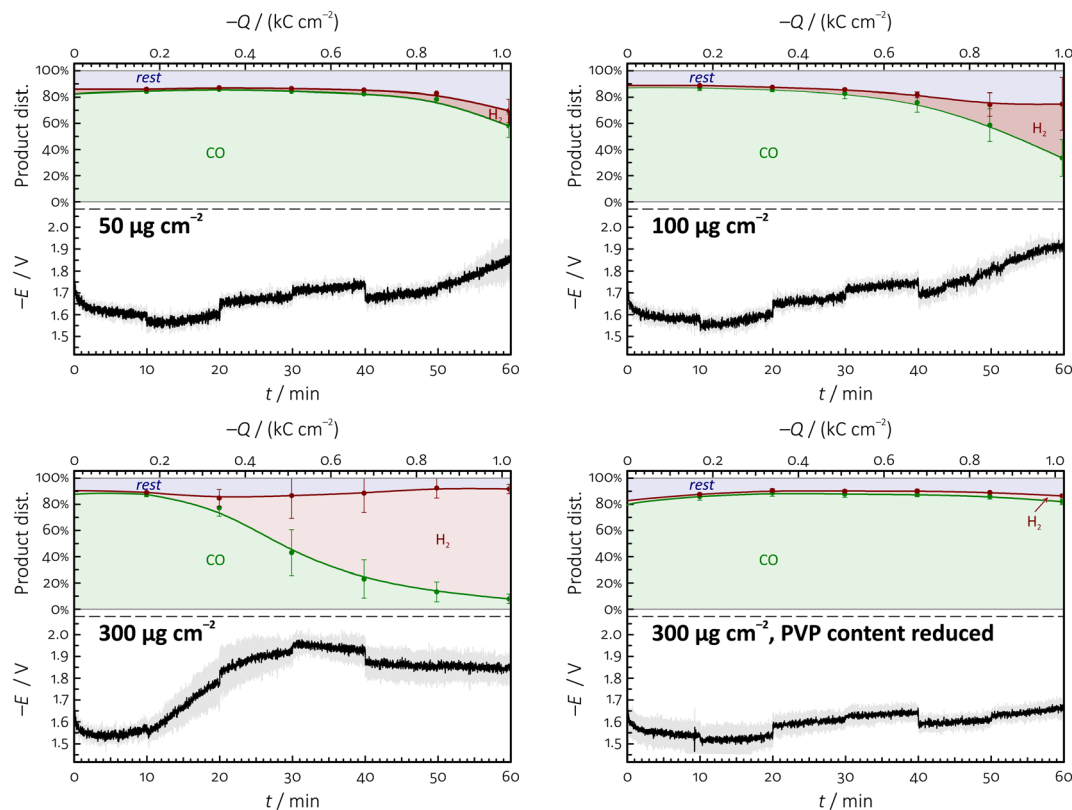 –Q / (kC cm⁻²)
0.0 0.2 0.4 0.6 0.8 1.0
Product dist.
100%
80%
60%
40%
20%
0%
rest
H₂
CO
50 µg cm⁻²
–E / V
2.0
1.9
1.8
1.7
1.6
1.5
0 10 20 30 40 50 60
t / min
–Q / (kC cm⁻²)
0.0 0.2 0.4 0.6 0.8 1.0
Product dist.
100%
80%
60%
40%
20%
0%
rest
H₂
CO
100 µg cm⁻²
–E / V
2.0
1.9
1.8
1.7
1.6
1.5
0 10 20 30 40 50 60
t / min
–Q / (kC cm⁻²)
0.0 0.2 0.4 0.6 0.8 1.0
Product dist.
100%
80%
60%
40%
20%
0%
rest
H₂
CO
300 µg cm⁻²
–E / V
2.0
1.9
1.8
1.7
1.6
1.5
0 10 20 30 40 50 60
t / min
–Q / (kC cm⁻²)
0.0 0.2 0.4 0.6 0.8 1.0
Product dist.
100%
80%
60%
40%
20%
0%
rest
H₂
CO
300 µg cm⁻², PVP content reduced
–E / V
2.0
1.9
1.8
1.7
1.6
1.5
0 10 20 30 40 50 60
t / min